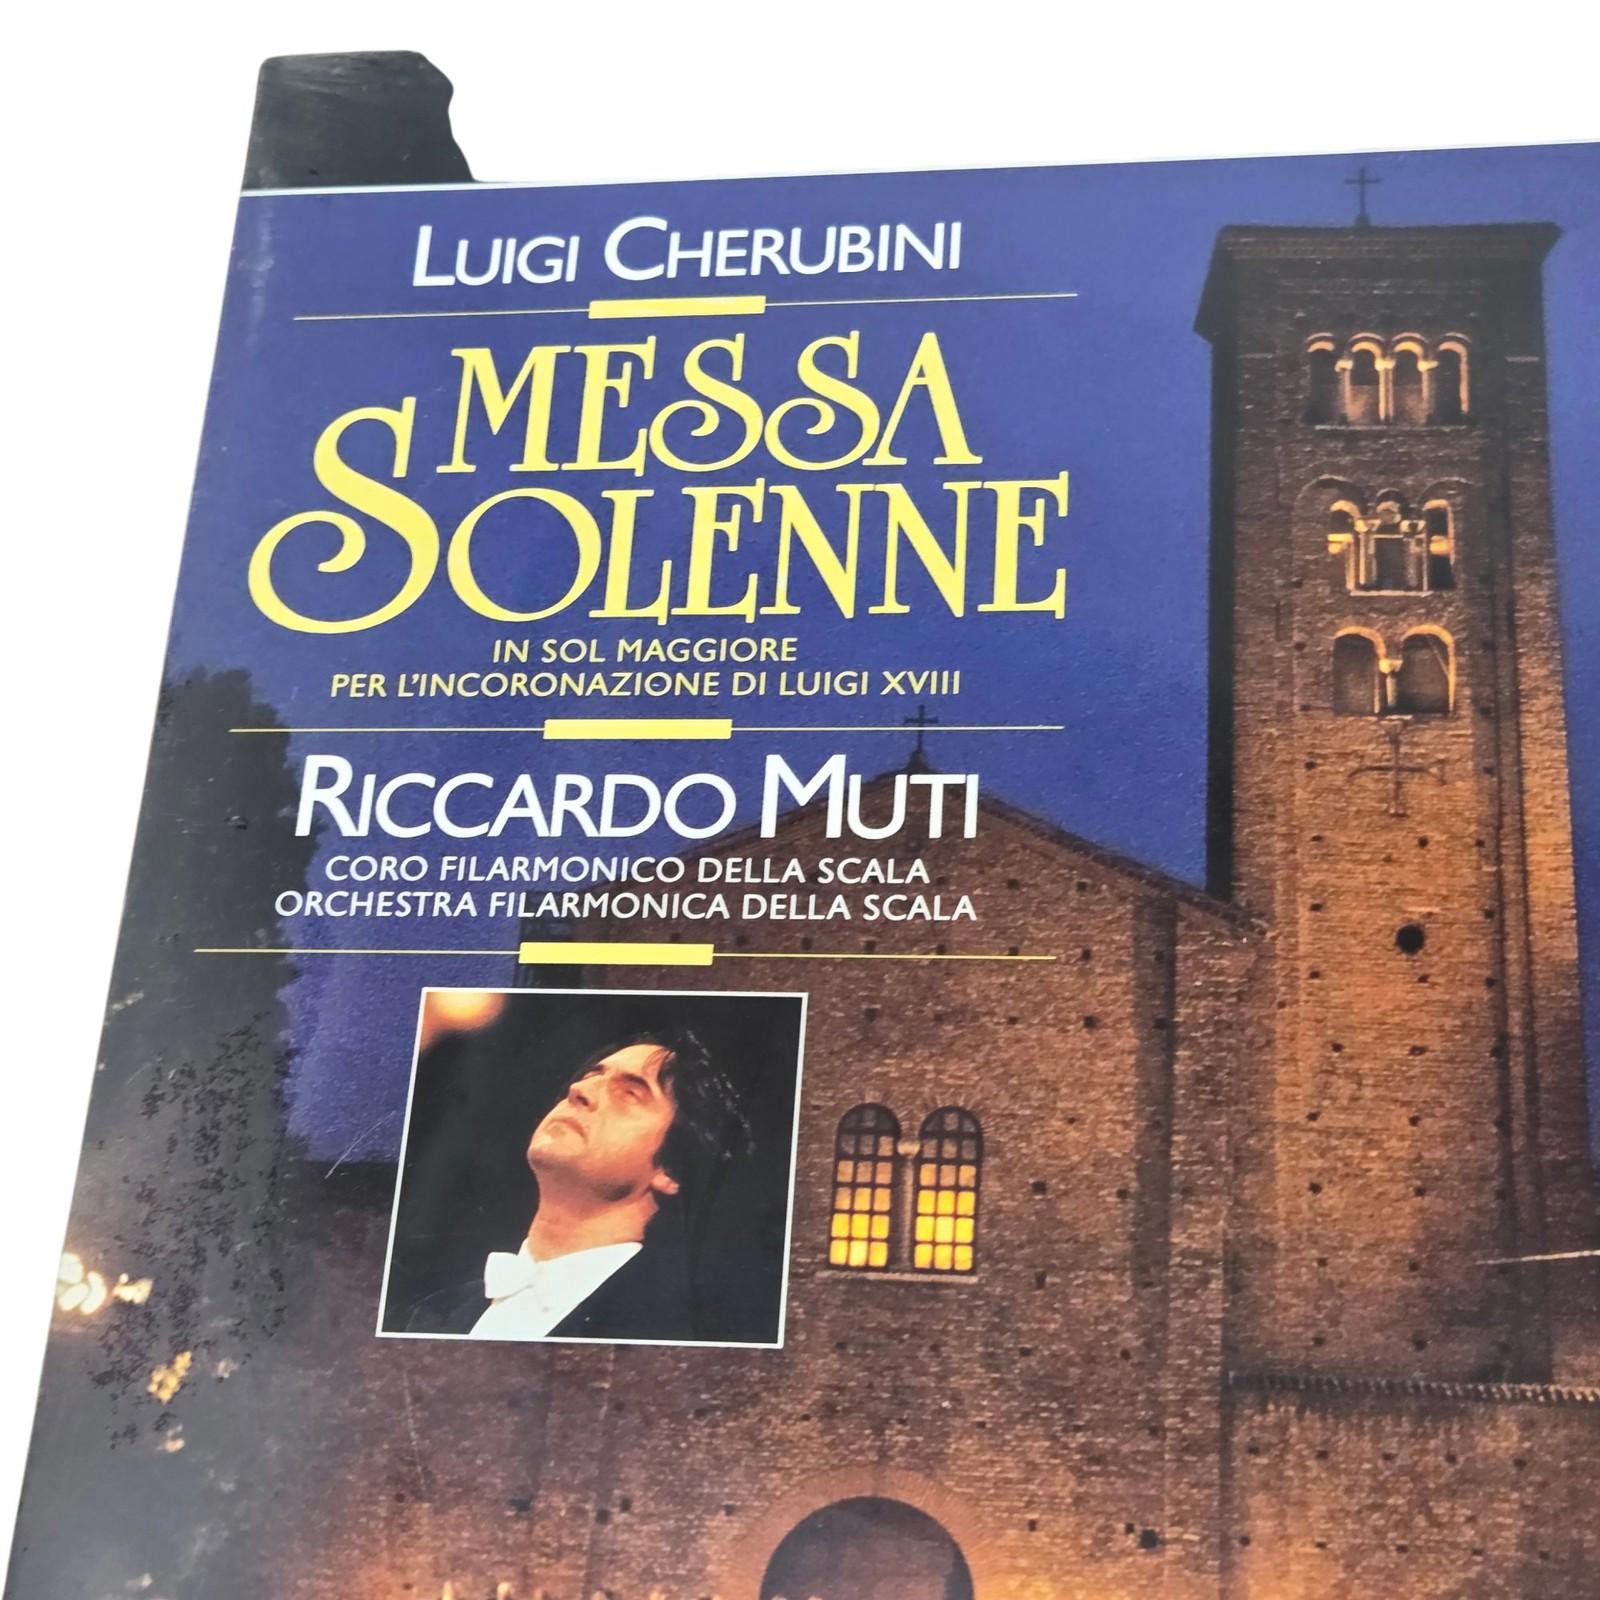 LUIGI CHERUBINI
MESSA
SOLENNE
IN SOL MAGGIORE
PER L'INCORONAZIONE DI LUIGI XVIII
RICCARDO MUTI
CORO FILARMONICO DELLA SCALA
ORCHESTRA FILARMONICA DELLA SCALA